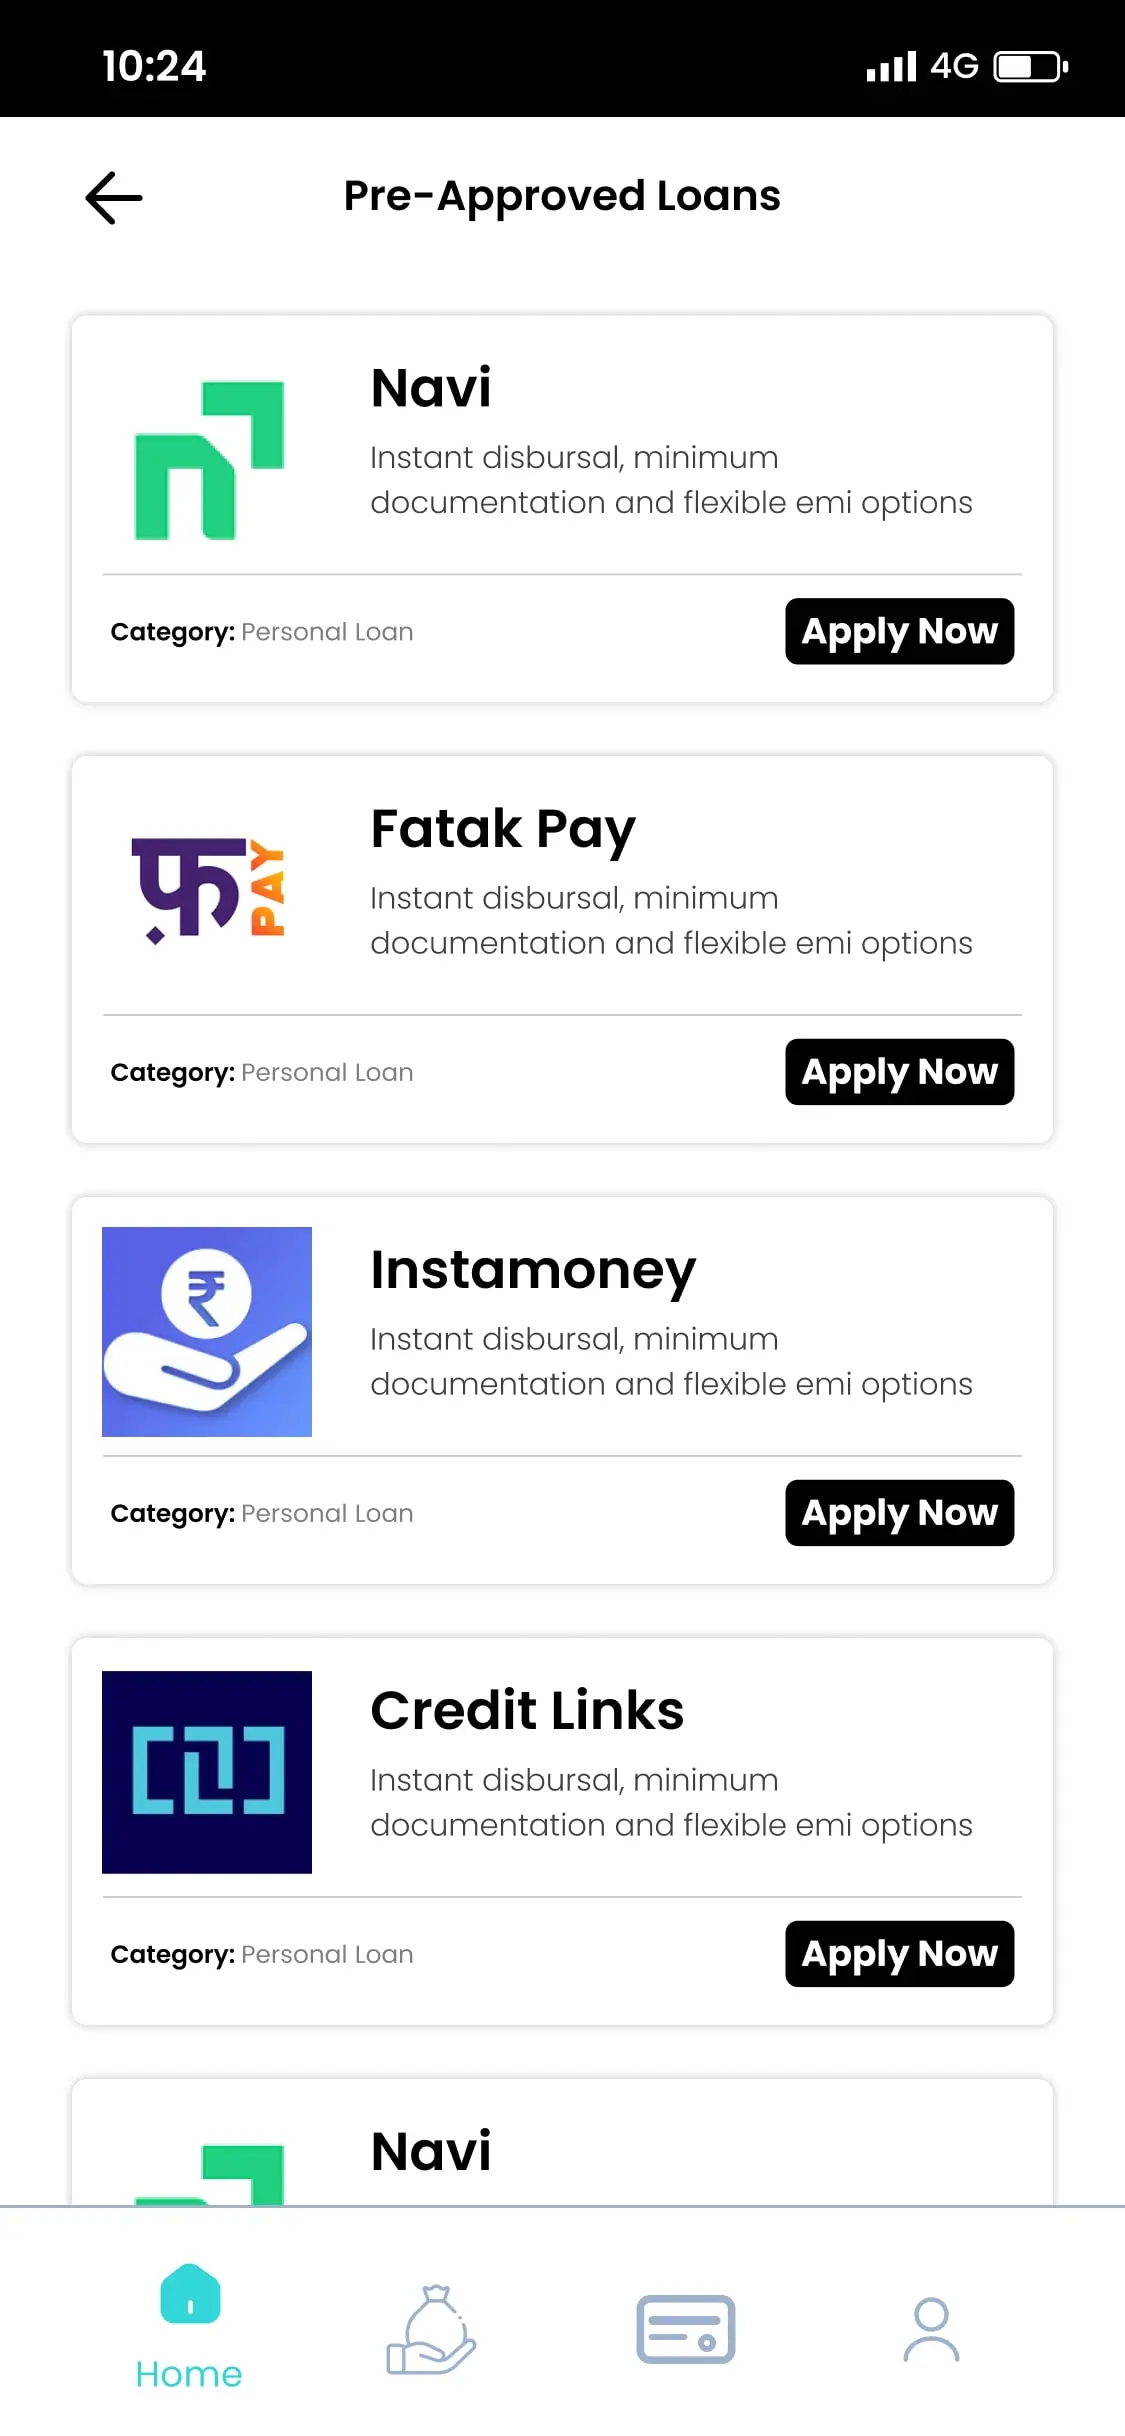 10:24
4G
Pre-Approved Loans
Navi
Instant disbursal, minimum
documentation and flexible emi options
Category: Personal Loan
Apply Now
फ़ PAY
Fatak Pay
Instant disbursal, minimum
documentation and flexible emi options
Category: Personal Loan
Apply Now
₹
Instamoney
Instant disbursal, minimum
documentation and flexible emi options
Category: Personal Loan
Apply Now
Credit Links
Instant disbursal, minimum
documentation and flexible emi options
Category: Personal Loan
Apply Now
Navi
Home